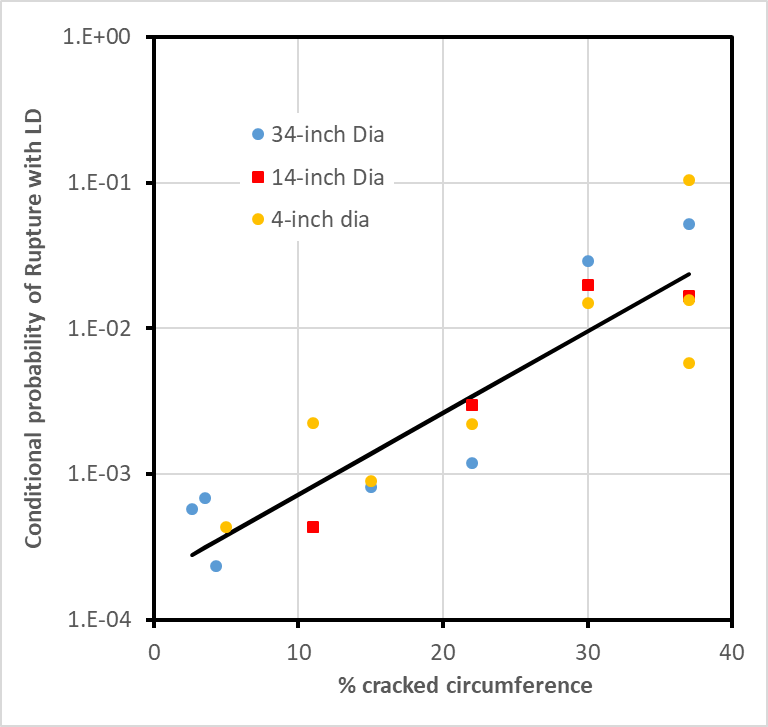 1.E+00
1.E-01
1.E-02
1.E-03
1.E-04
Conditional probability of Rupture with LD
34-inch Dia
14-inch Dia
4-inch dia
0 10 20 30 40
% cracked circumference